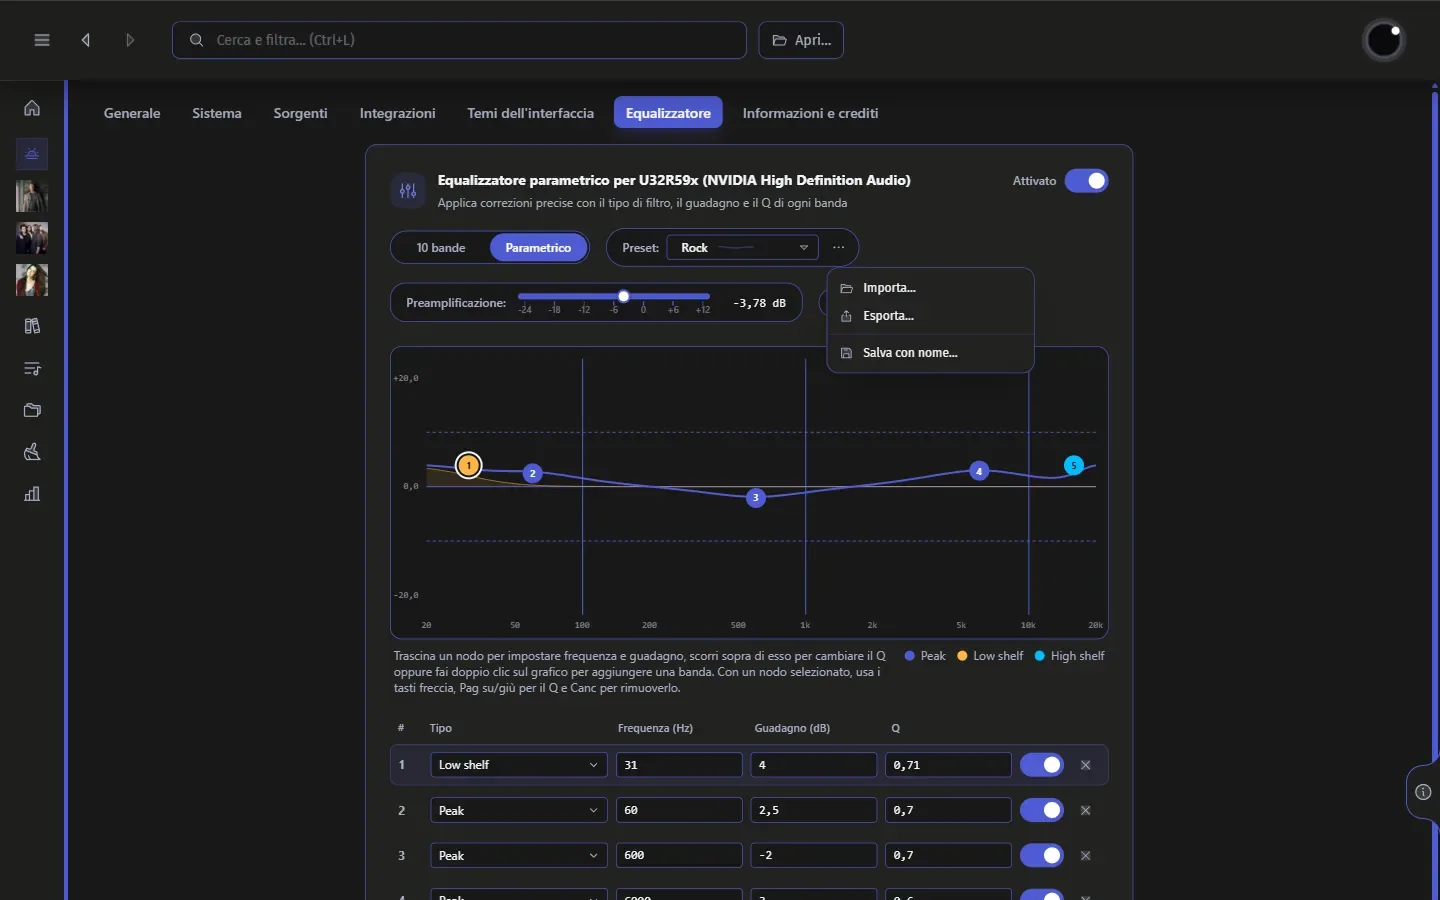 Cerca e filtra... (Ctrl+L)
Apri...
Generale
Sistema
Sorgenti
Integrazioni
Temi dell'interfaccia
Equalizzatore
Informazioni e crediti
Equalizzatore parametrico per U32R59x (NVIDIA High Definition Audio)
Applica correzioni precise con il tipo di filtro, il guadagno e il Q di ogni banda
Attivato
10 bande
Parametrico
Preset:
Rock
...
Importa...
Esporta...
Salva con nome...
Preamplificazione:
-24 -18 -12 -6 0 +6 +12
-3,78 dB
+20,0
0,0
-20,0
1
2
3
4
5
20 50 100 200 500 1k 2k 5k 10k 20k
Trascina un nodo per impostare frequenza e guadagno, scorri sopra di esso per cambiare il Q
oppure fai doppio clic sul grafico per aggiungere una banda. Con un nodo selezionato, usa i
tasti freccia, Pag su/giù per il Q e Canc per rimuoverlo.
Peak
Low shelf
High shelf
# Tipo Frequenza (Hz) Guadagno (dB) Q
1 Low shelf 31 4 0,71
2 Peak 60 2,5 0,7
3 Peak 600 -2 0,7